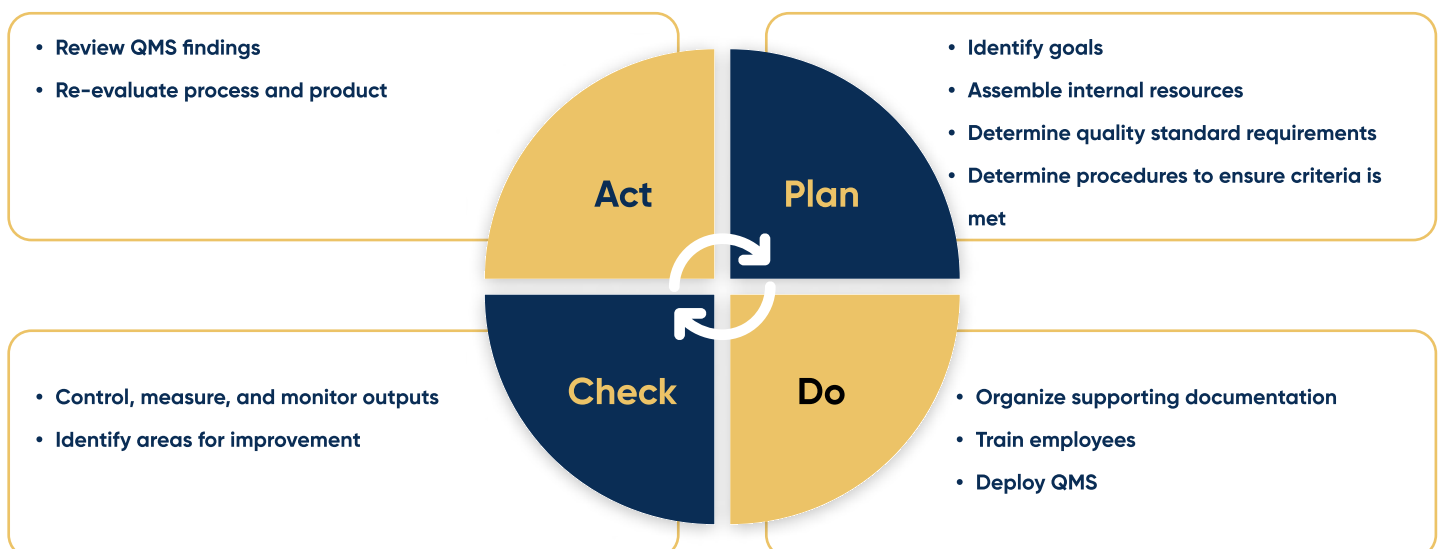 • Review QMS findings
• Re-evaluate process and product
Act
Plan
• Identify goals
• Assemble internal resources
• Determine quality standard requirements
• Determine procedures to ensure criteria is
met
• Control, measure, and monitor outputs
• Identify areas for improvement
Check
Do
• Organize supporting documentation
• Train employees
• Deploy QMS